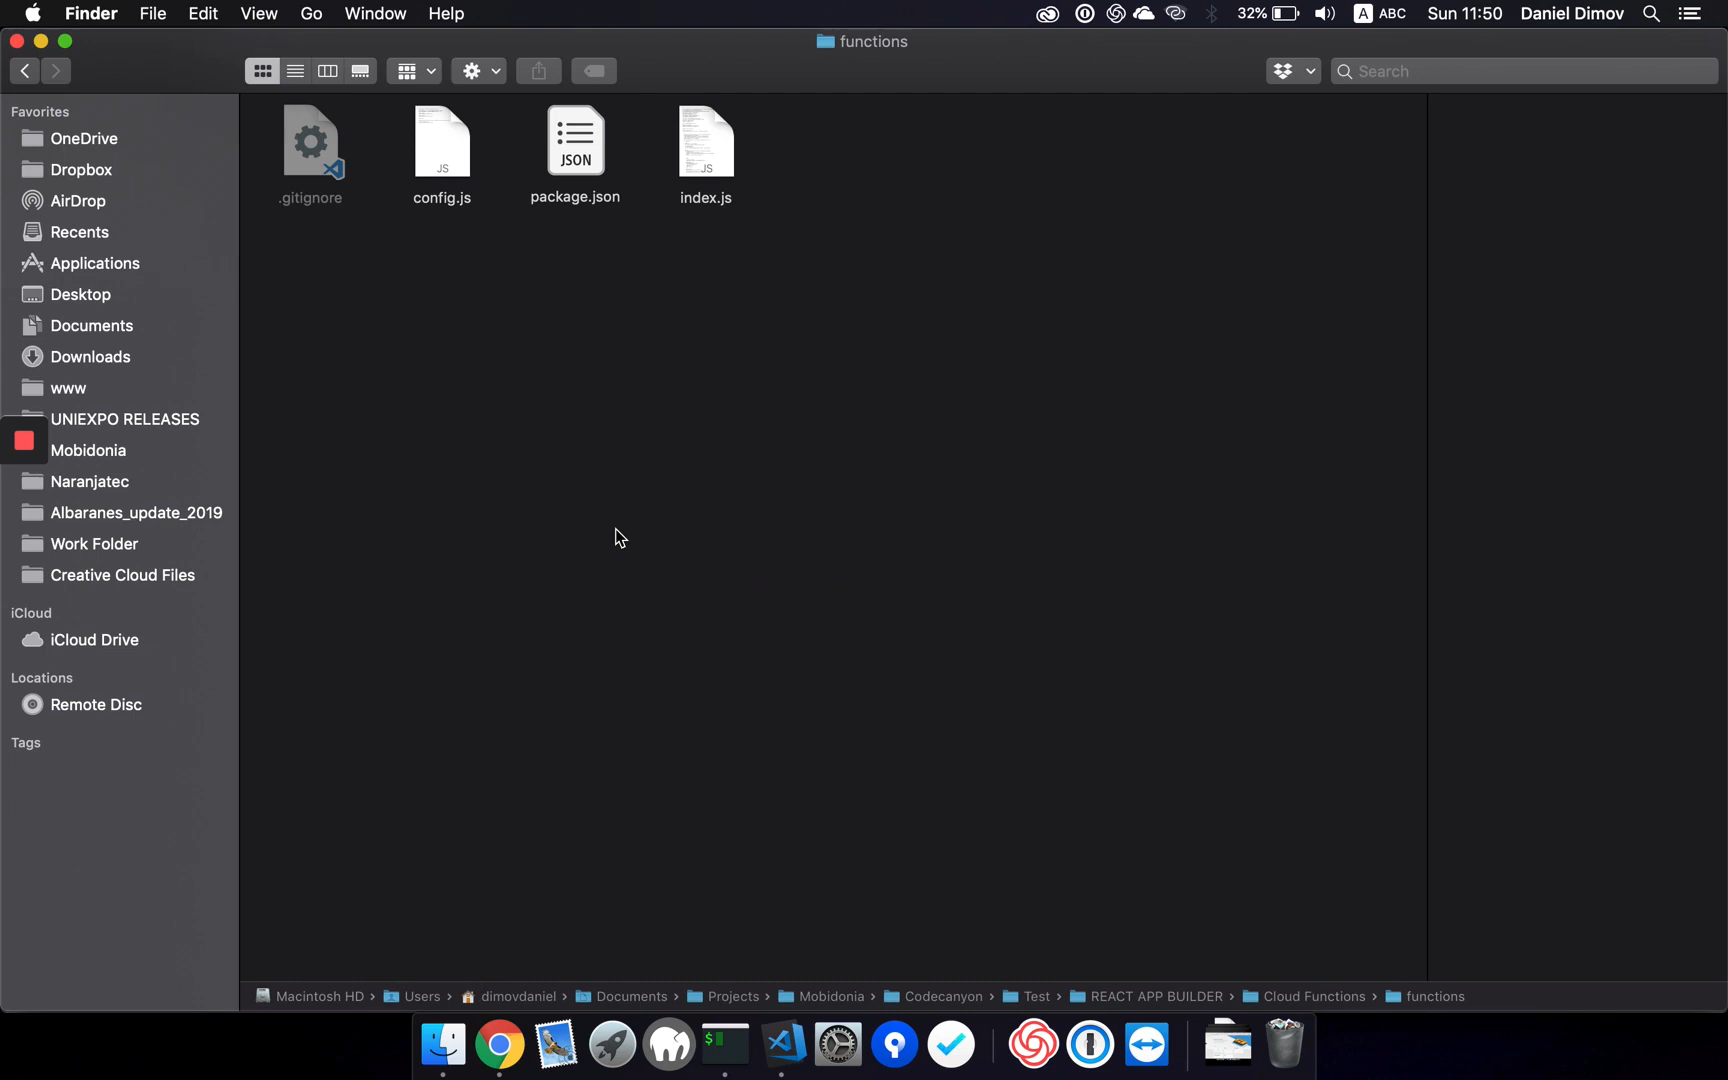 Finder File Edit View Go Window Help 32% A ABC Sun 11:50 Daniel Dimov
functions
Search
Favorites
OneDrive
Dropbox
AirDrop
Recents
Applications
Desktop
Documents
Downloads
www
UNIEXPO RELEASES
Mobidonia
Naranjatec
Albaranes_update_2019
Work Folder
Creative Cloud Files
iCloud
iCloud Drive
Locations
Remote Disc
Tags
JS
JSON
JS
.gitignore config.js package.json index.js
Macintosh HD › Users › dimovdaniel › Documents › Projects › Mobidonia › Codecanyon › Test › REACT APP BUILDER › Cloud Functions › functions
$